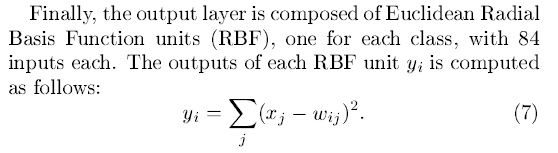 Finally, the output layer is composed of Euclidean Radial
Basis Function units (RBF), one for each class, with 84
inputs each. The outputs of each RBF unit y_i is computed
as follows:
y_i = \sum_j (x_j − w_{ij})^2. (7)